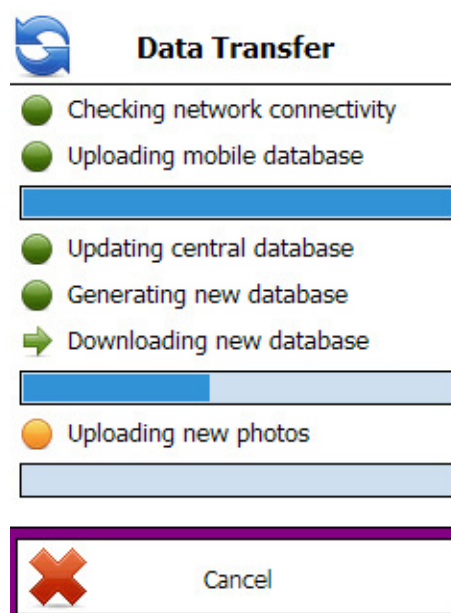 Data Transfer
Checking network connectivity
Uploading mobile database
Updating central database
Generating new database
Downloading new database
Uploading new photos
Cancel